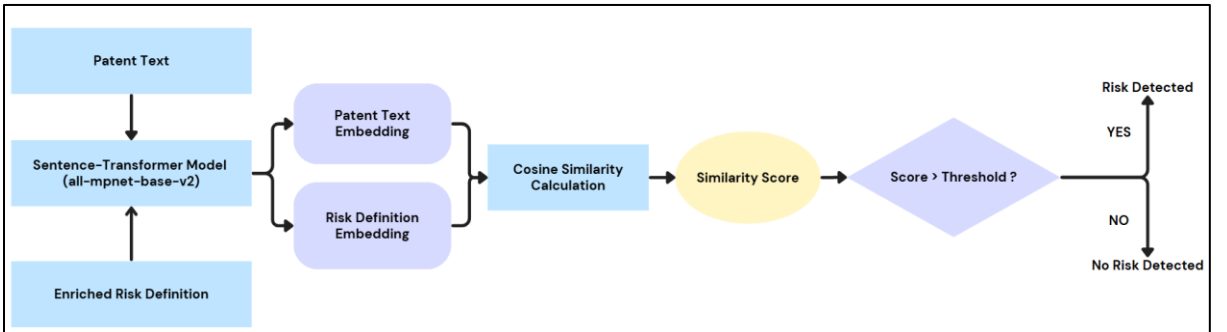 Patent Text
Sentence-Transformer Model
(all-mpnet-base-v2)
Enriched Risk Definition
Patent Text
Embedding
Risk Definition
Embedding
Cosine Similarity
Calculation
Similarity Score
Score > Threshold ?
Risk Detected
YES
NO
No Risk Detected